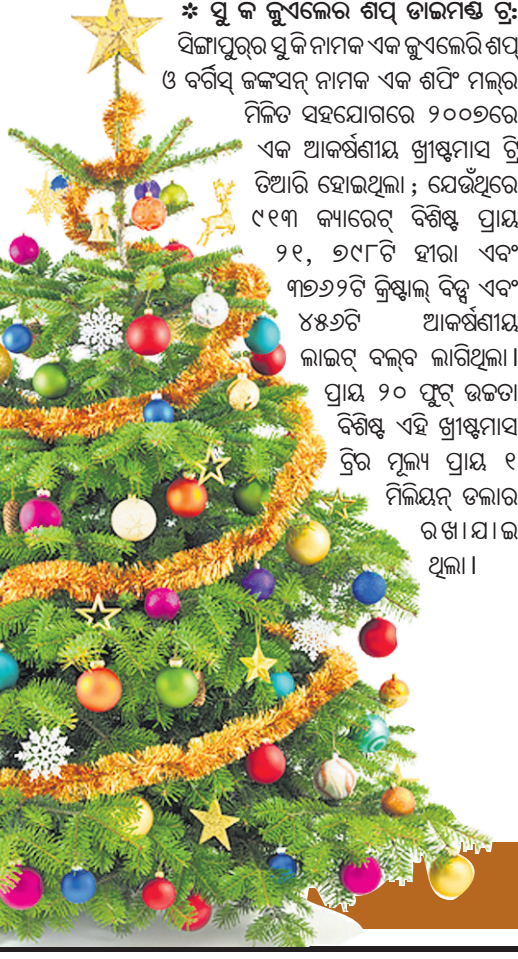 ✻ ସୁ କ ଜୁଏଲେର ଶପ୍ ଡାଇମଣ୍ଡ ଟ୍ରି:
ସିଙ୍ଗାପୁର୍‌ର ସୁ କି ନାମକ ଏକ ଜୁଏଲେରି ଶପ୍
ଓ ବର୍ଗିସ୍ ଜଙ୍କସନ୍ ନାମକ ଏକ ଶପିଂ ମଲ୍‌ର
ମିଳିତ ସହଯୋଗରେ ୨୦୦୭ରେ
ଏକ ଆକର୍ଷଣୀୟ ଖ୍ରୀଷ୍ଟମାସ ଟ୍ରି
ତିଆରି ହୋଇଥିଲା ; ଯେଉଁଥିରେ
୯୧୩ କ୍ୟାରେଟ୍ ବିଶିଷ୍ଟ ପ୍ରାୟ
୨୧, ୭୯୮ଟି ହୀରା ଏବଂ
୩୭୬୨ଟି କ୍ରିଷ୍ଟାଲ୍ ବିଡ୍ସ୍ ଏବଂ
୪୫୬ଟି ଆକର୍ଷଣୀୟ
ଲାଇଟ୍ ବଲ୍‌ବ ଲାଗିଥିଲା।
ପ୍ରାୟ ୨୦ ଫୁଟ୍ ଉଚ୍ଚତା
ବିଶିଷ୍ଟ ଏହି ଖ୍ରୀଷ୍ଟମାସ
ଟ୍ରିର ମୂଲ୍ୟ ପ୍ରାୟ ୧
ମିଲିୟନ୍ ଡଲାର
ରଖାଯାଇ
ଥିଲା।